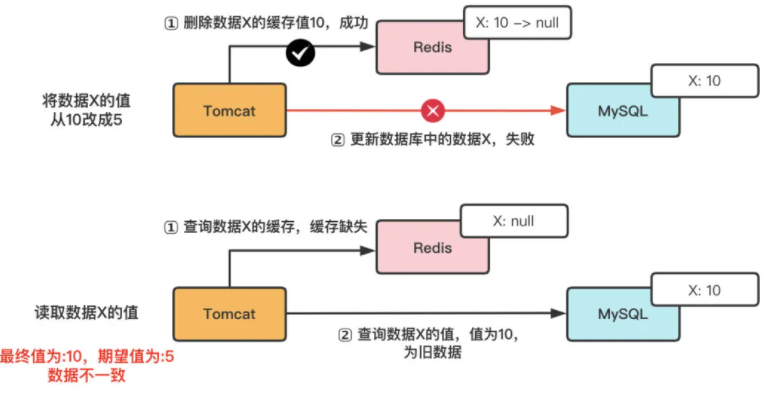 ① 删除数据X的缓存值10，成功
X: 10 -> null
Redis
将数据X的值
从10改成5
Tomcat
X: 10
MySQL
② 更新数据库中的数据X，失败
① 查询数据X的缓存，缓存缺失
X: null
Redis
读取数据X的值
Tomcat
X: 10
MySQL
② 查询数据X的值，值为10，
为旧数据
最终值为:10，期望值为:5
数据不一致